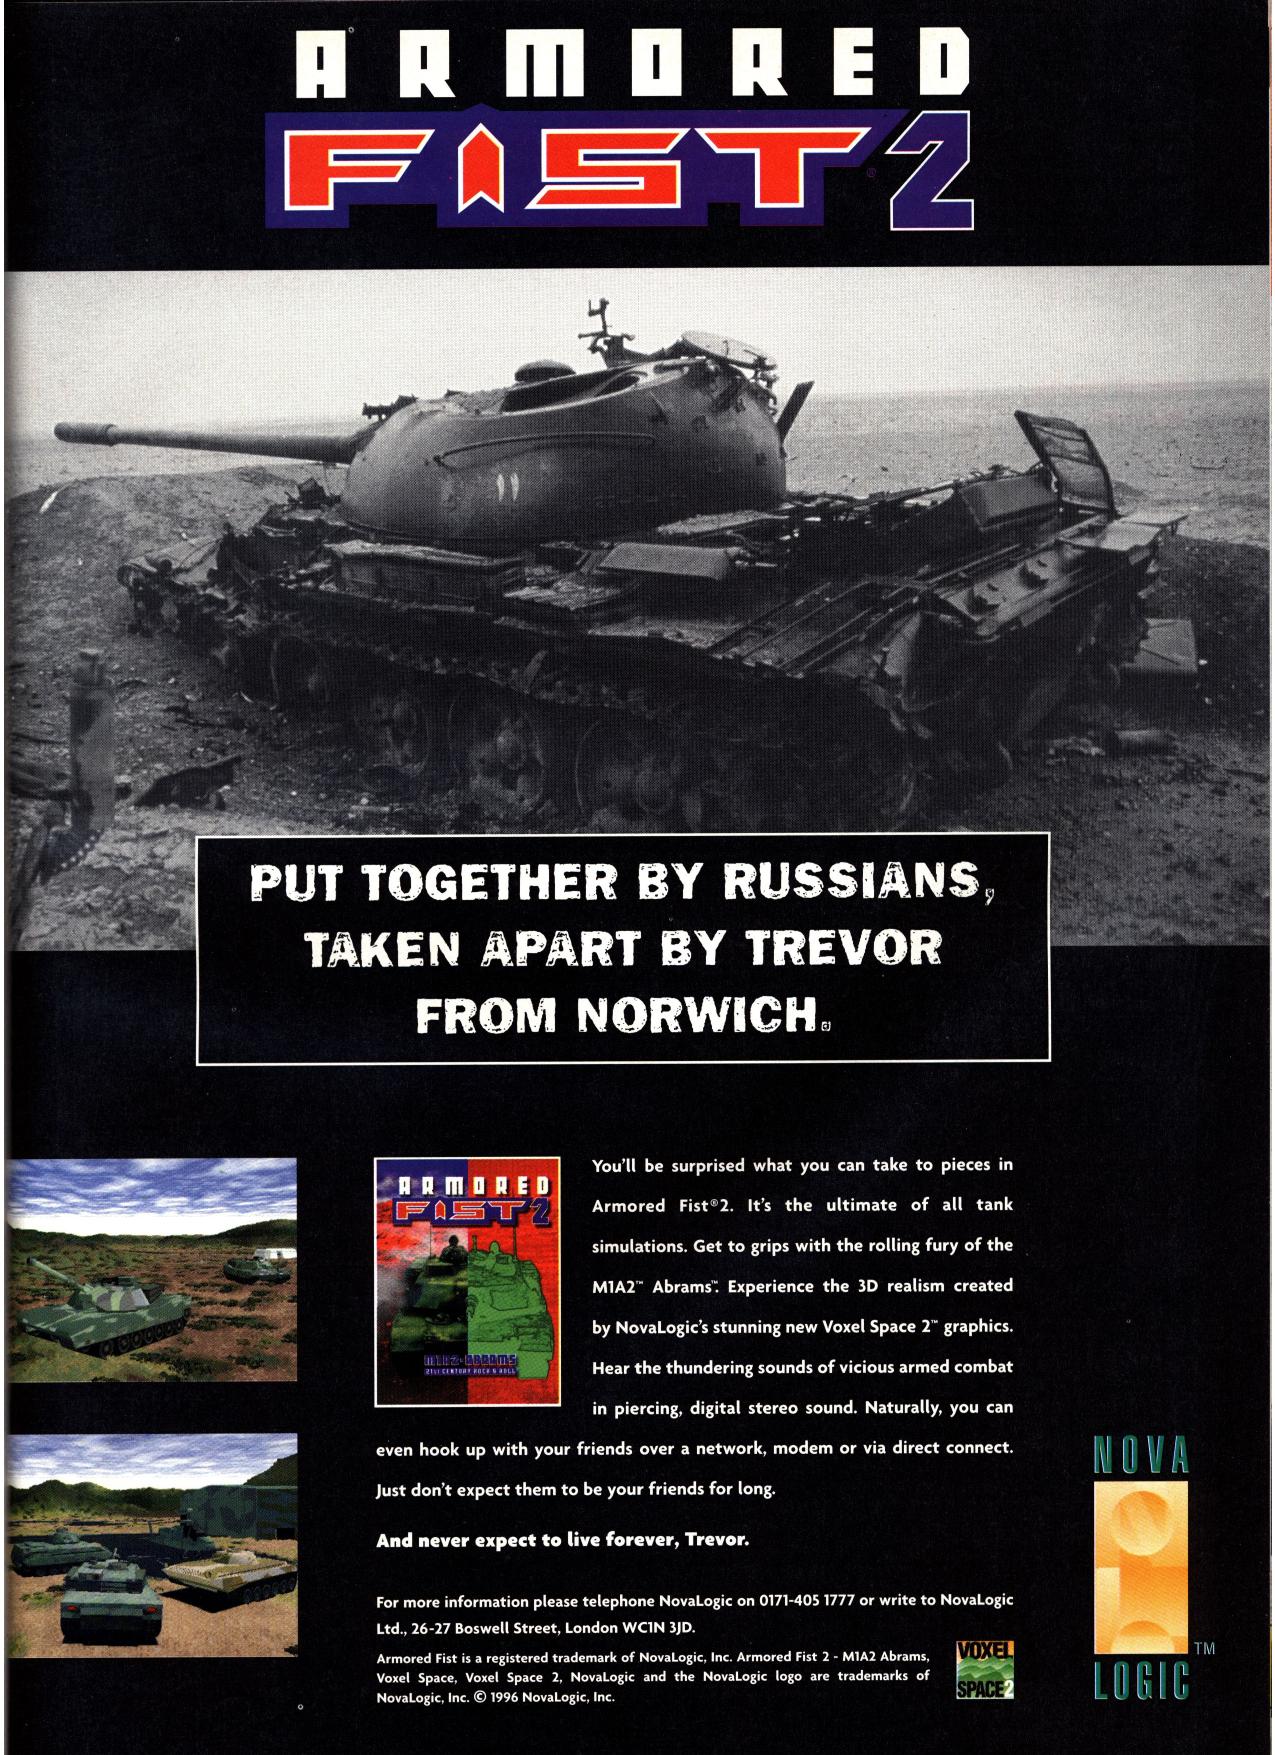 ARMORED
FIST®2
PUT TOGETHER BY RUSSIANS,
TAKEN APART BY TREVOR
FROM NORWICH.
ARMORED
FIST 2
M1A2 ABRAMS
21ST CENTURY ROCK & ROLL
You'll be surprised what you can take to pieces in
Armored Fist®2. It's the ultimate of all tank
simulations. Get to grips with the rolling fury of the
M1A2™ Abrams™. Experience the 3D realism created
by NovaLogic's stunning new Voxel Space 2™ graphics.
Hear the thundering sounds of vicious armed combat
in piercing, digital stereo sound. Naturally, you can
even hook up with your friends over a network, modem or via direct connect.
Just don't expect them to be your friends for long.
And never expect to live forever, Trevor.
For more information please telephone NovaLogic on 0171-405 1777 or write to NovaLogic
Ltd., 26-27 Boswell Street, London WC1N 3JD.
Armored Fist is a registered trademark of NovaLogic, Inc. Armored Fist 2 - M1A2 Abrams,
Voxel Space, Voxel Space 2, NovaLogic and the NovaLogic logo are trademarks of
NovaLogic, Inc. © 1996 NovaLogic, Inc.
VOXEL
SPACE2
NOVA
LOGIC
TM